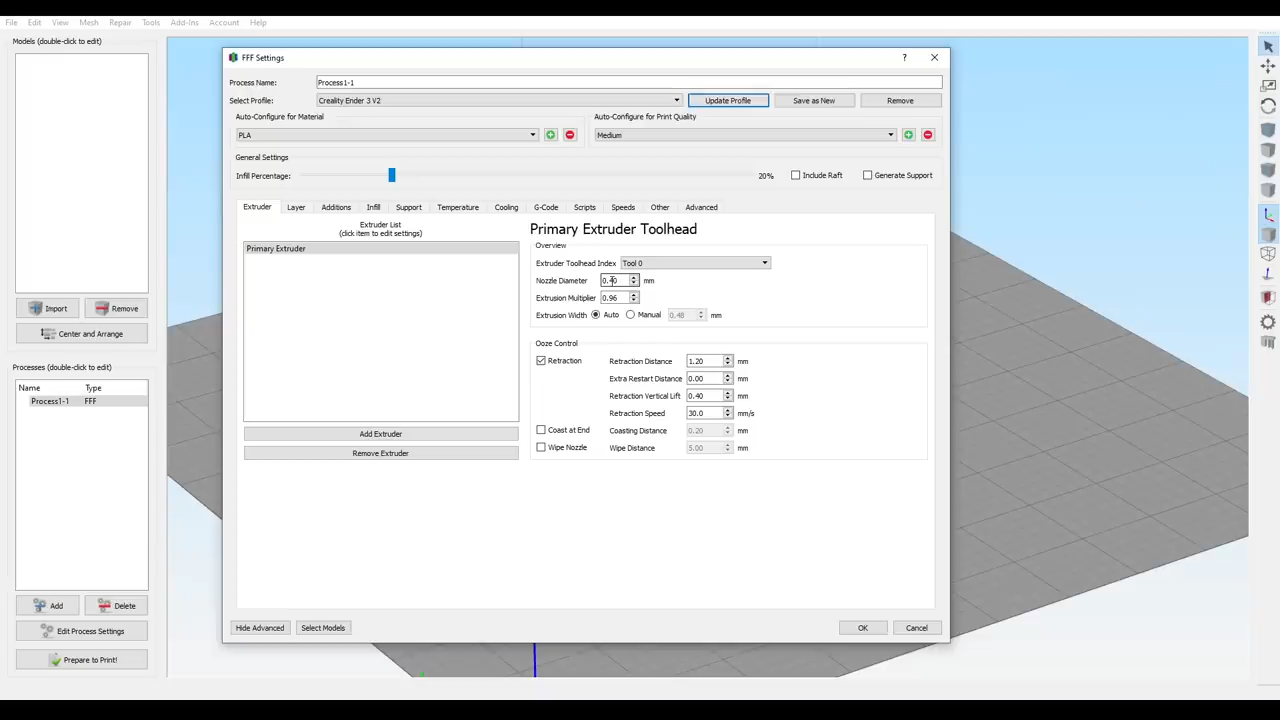 File Edit View Mesh Repair Tools Add-Ins Account Help
Models (double-click to edit)
Import Remove
Center and Arrange
Processes (double-click to edit)
Name Type
Process1-1 FFF
Add Delete
Edit Process Settings
Prepare to Print!
FFF Settings ?
Process Name: Process1-1
Select Profile: Creality Ender 3 V2 Update Profile Save as New Remove
Auto-Configure for Material Auto-Configure for Print Quality
PLA Medium
General Settings
Infill Percentage: 20% Include Raft Generate Support
Extruder Layer Additions Infill Support Temperature Cooling G-Code Scripts Speeds Other Advanced
Extruder List
(click item to edit settings)
Primary Extruder
Add Extruder
Remove Extruder
Primary Extruder Toolhead
Overview
Extruder Toolhead Index Tool 0
Nozzle Diameter 0.40 mm
Extrusion Multiplier 0.96
Extrusion Width Auto Manual 0.48 mm
Ooze Control
Retraction Retraction Distance 1.20 mm
Extra Restart Distance 0.00 mm
Retraction Vertical Lift 0.40 mm
Retraction Speed 30.0 mm/s
Coast at End Coasting Distance 0.20 mm
Wipe Nozzle Wipe Distance 5.00 mm
Hide Advanced Select Models OK Cancel